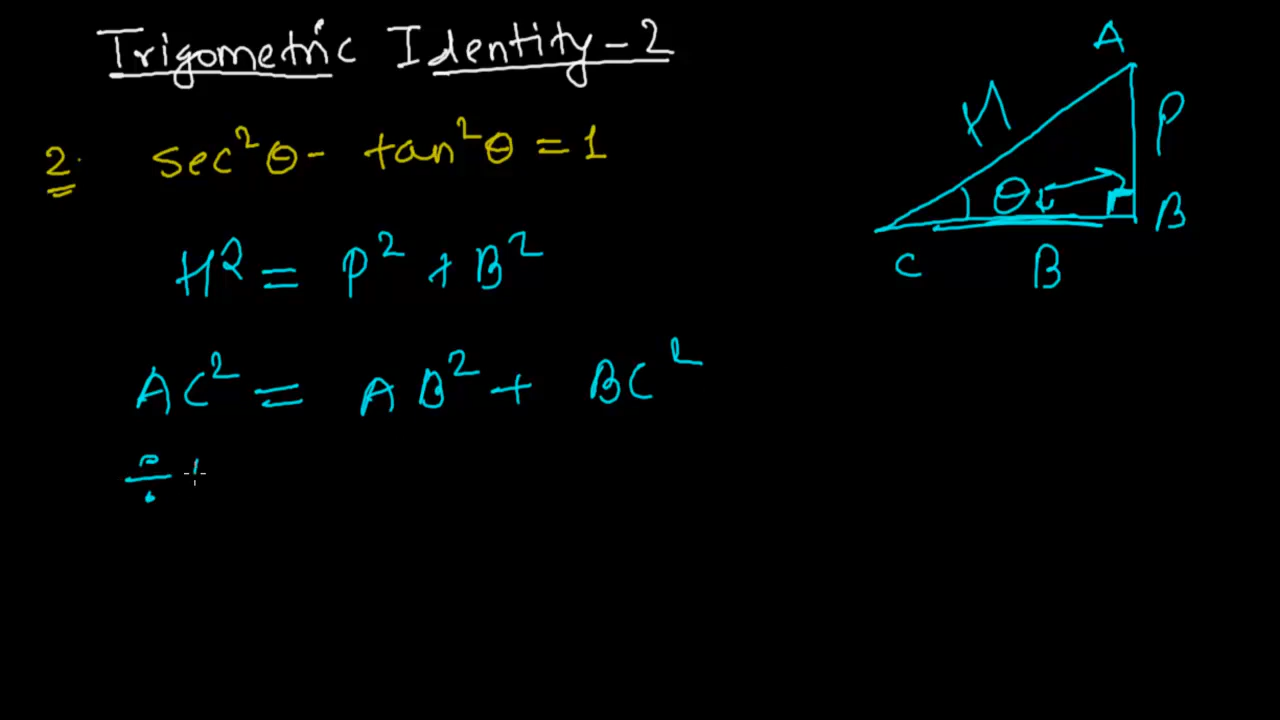 Trigometric Identity-2
2. sec²θ - tan²θ = 1
H² = P² + B²
AC² = AB² + BC²
÷
A
H
P
θ
B
C
B